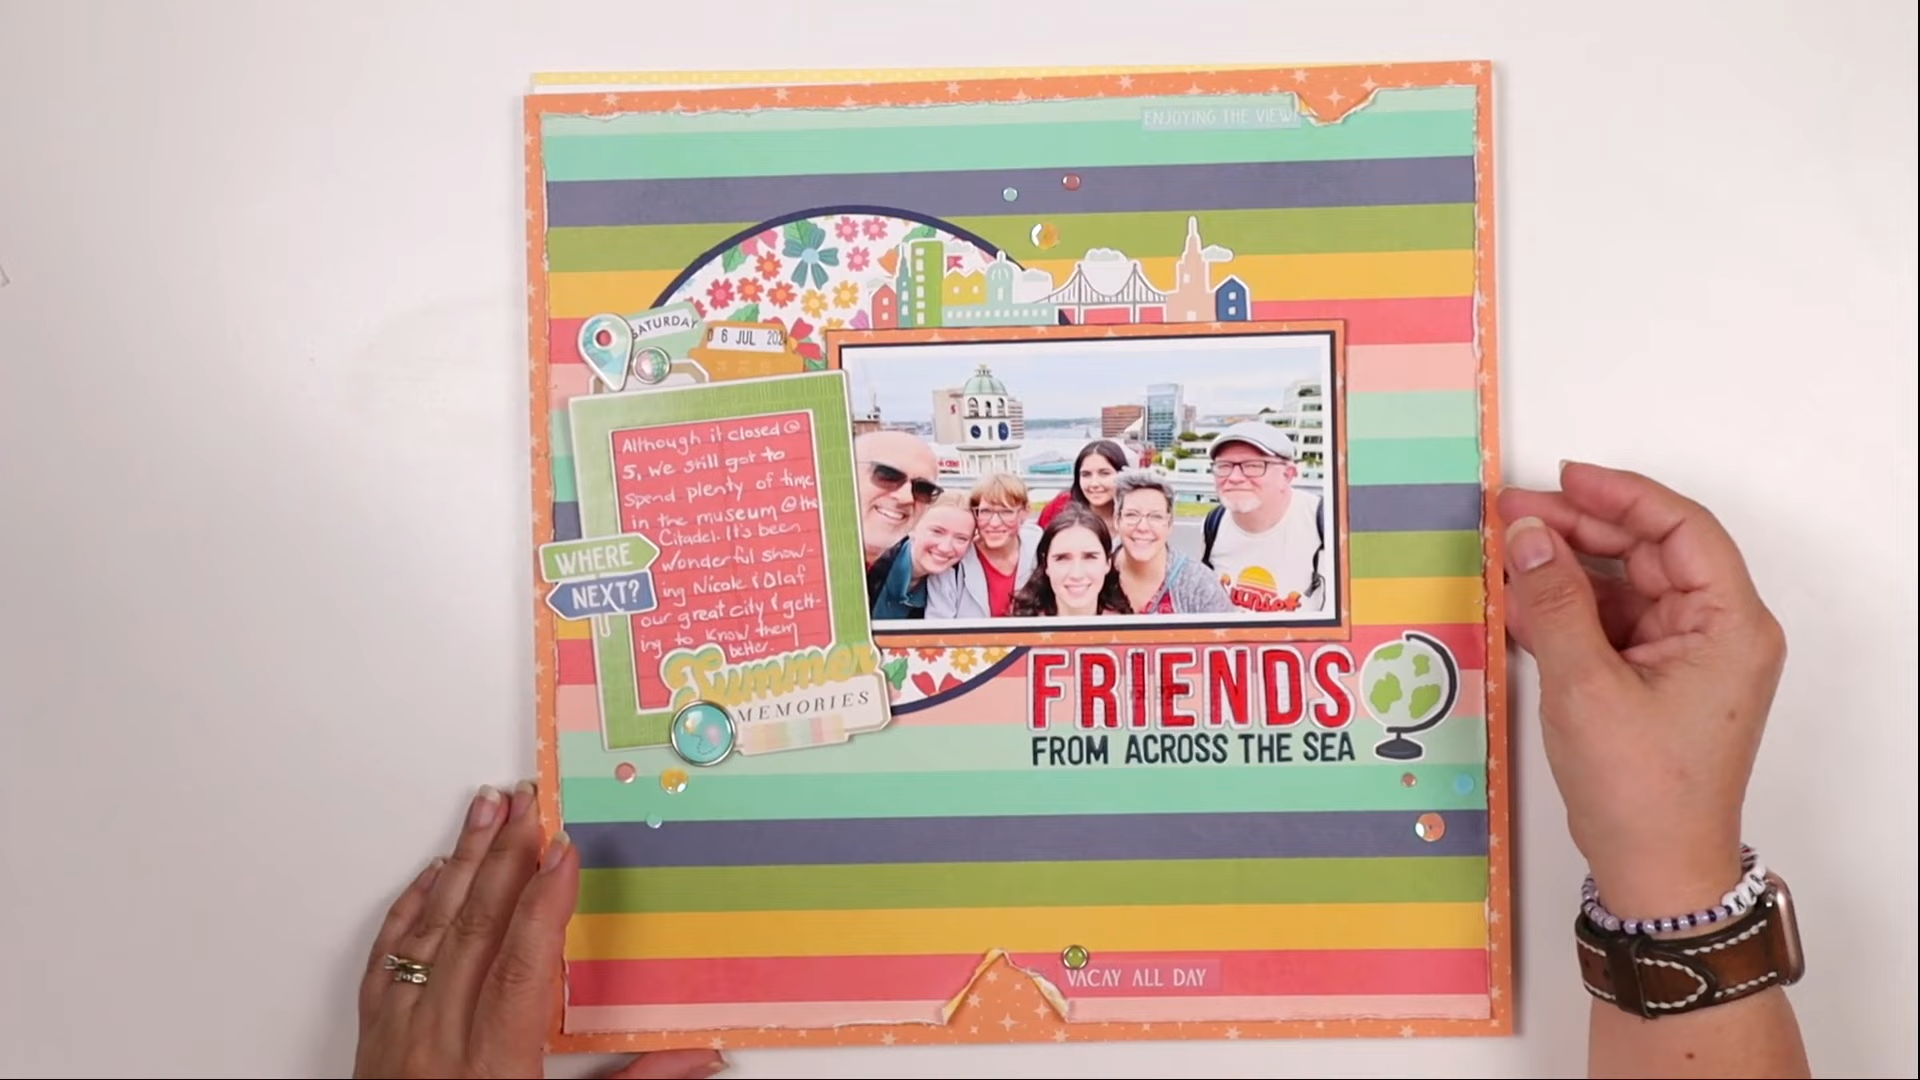 ENJOYING THE VIEW!
SATURDAY
06 JUL 202
Although it closed @
5, we still got to
spend plenty of time
in the museum @ the
Citadel. It's been
wonderful show-
ing Nicole & Olaf
our great city & gett-
ing to know them
better.
WHERE
NEXT?
Summer
MEMORIES
FRIENDS
FROM ACROSS THE SEA
VACAY ALL DAY